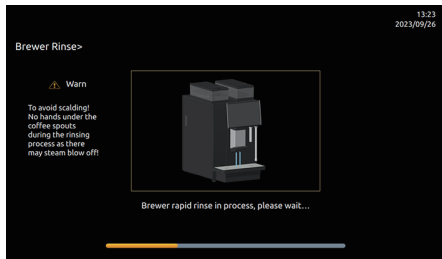 13:23
2023/09/26
Brewer Rinse>
Warn
To avoid scalding!
No hands under the
coffee spouts
during the rinsing
process as there
may steam blow off!
Brewer rapid rinse in process, please wait...